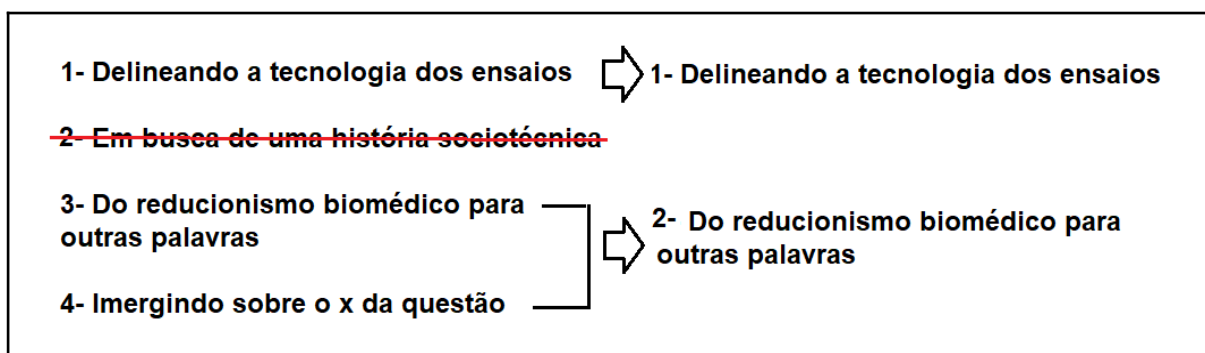 1- Delineando a tecnologia dos ensaios
1- Delineando a tecnologia dos ensaios
2- Em busca de uma história sociotécnica
3- Do reducionismo biomédico para
outras palavras
2- Do reducionismo biomédico para
outras palavras
4- Imergindo sobre o x da questão